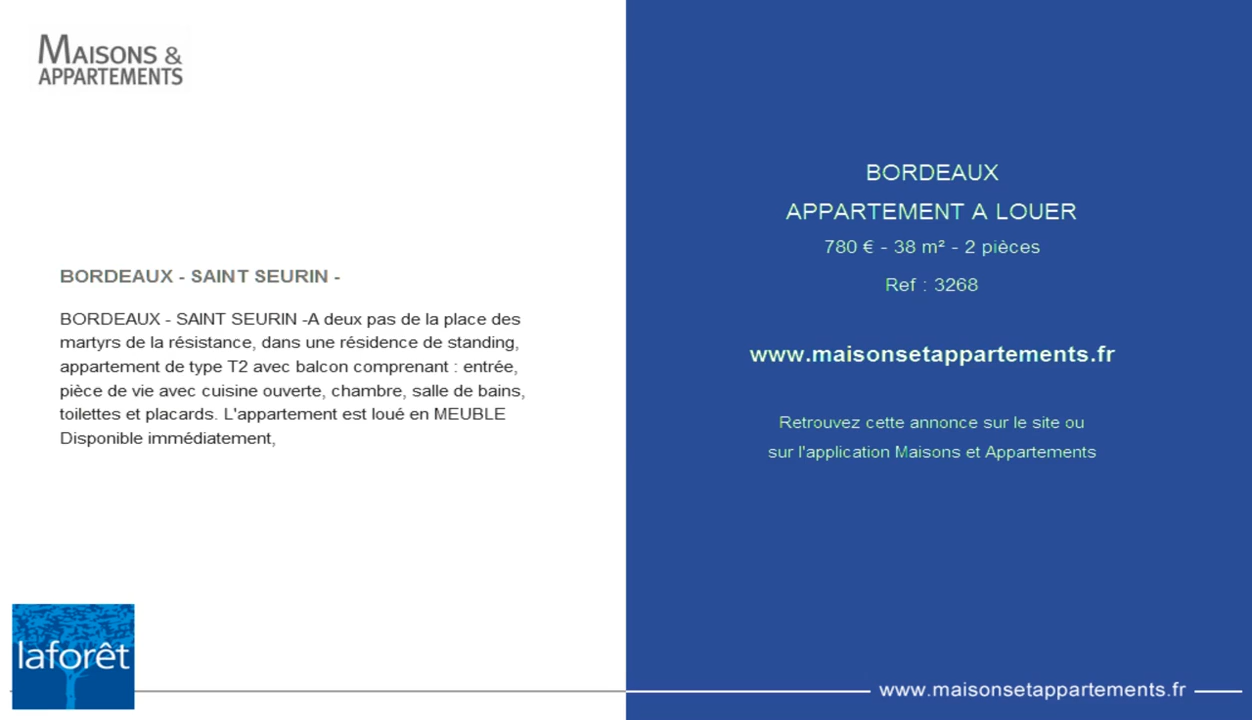 MAISONS &
APPARTEMENTS
BORDEAUX - SAINT SEURIN -
BORDEAUX - SAINT SEURIN -A deux pas de la place des
martyrs de la résistance, dans une résidence de standing,
appartement de type T2 avec balcon comprenant : entrée,
pièce de vie avec cuisine ouverte, chambre, salle de bains,
toilettes et placards. L'appartement est loué en MEUBLE
Disponible immédiatement,
laforêt
BORDEAUX
APPARTEMENT A LOUER
780 € - 38 m² - 2 pièces
Ref : 3268
www.maisonsetappartements.fr
Retrouvez cette annonce sur le site ou
sur l'application Maisons et Appartements
www.maisonsetappartements.fr